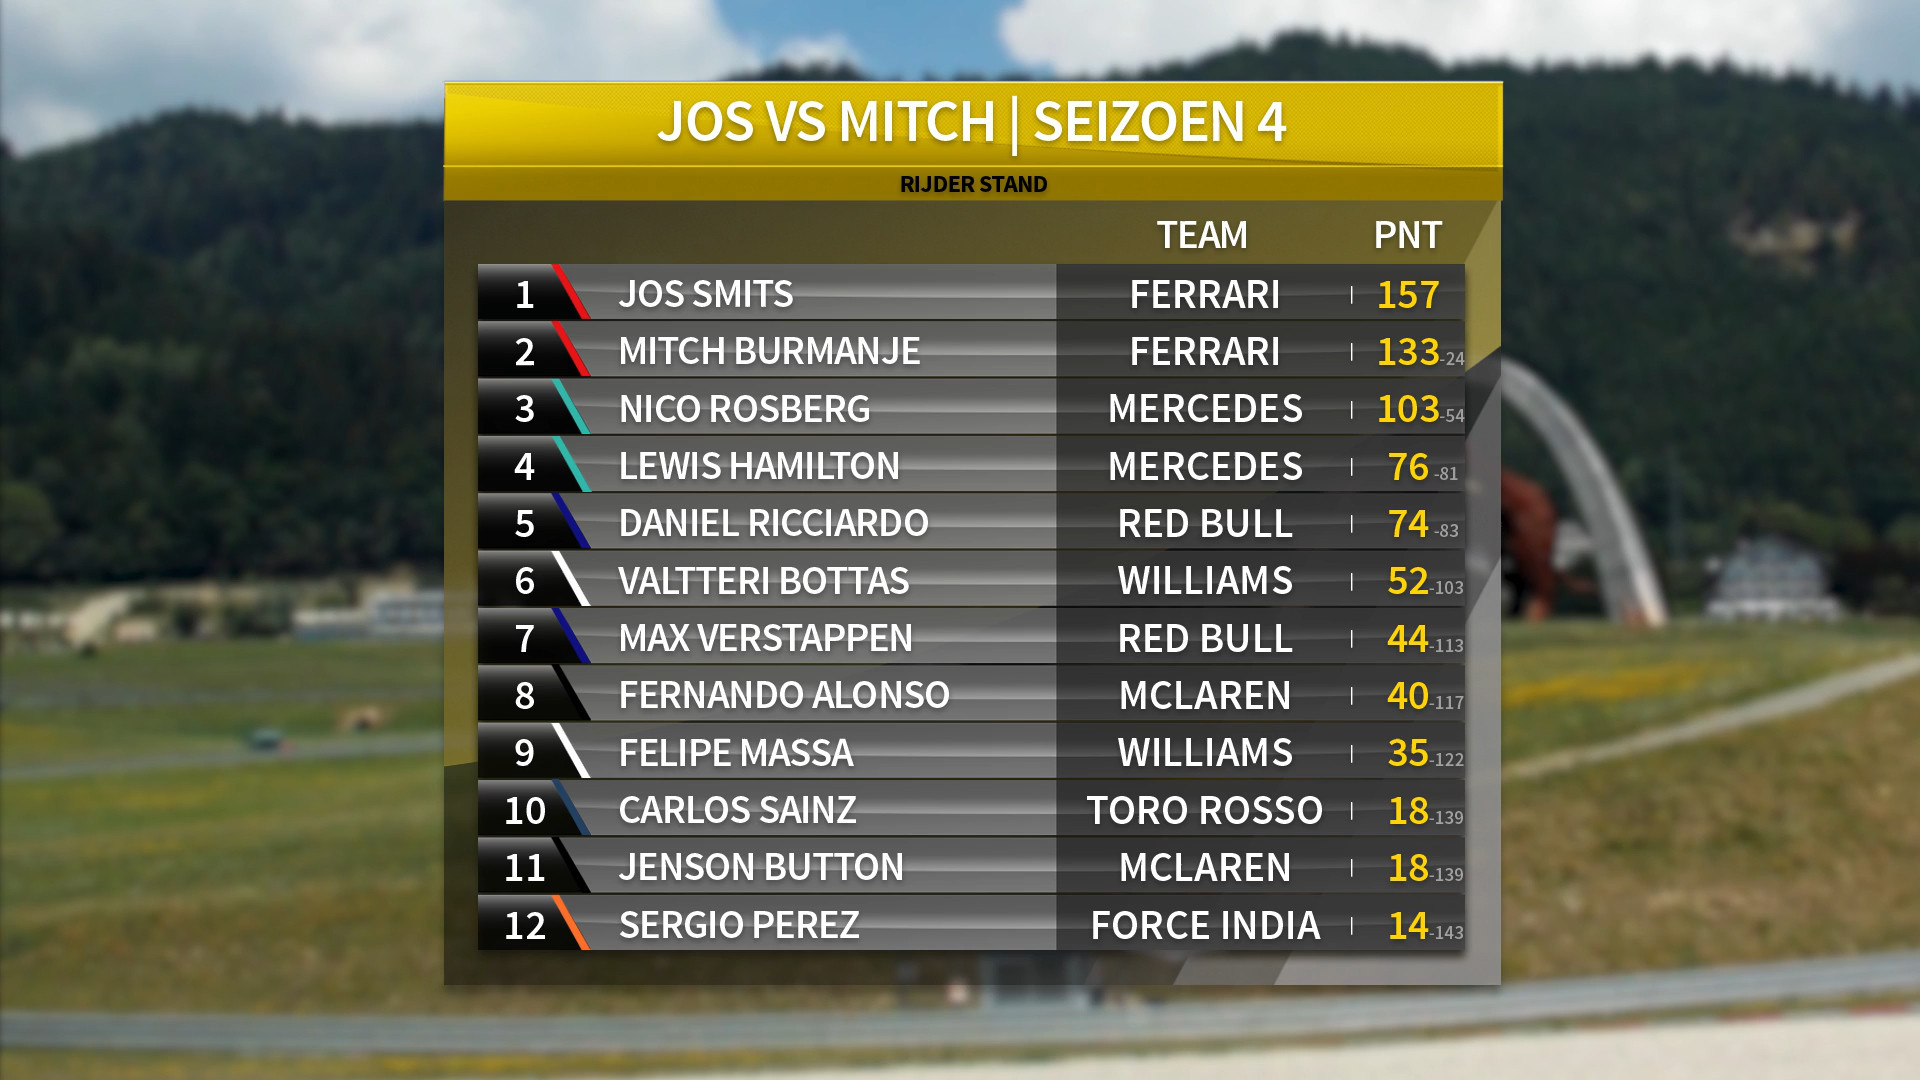 JOS VS MITCH | SEIZOEN 4
RIJDER STAND
TEAM PNT
1 JOS SMITS FERRARI 157
2 MITCH BURMANJE FERRARI 133 -24
3 NICO ROSBERG MERCEDES 103 -54
4 LEWIS HAMILTON MERCEDES 76 -81
5 DANIEL RICCIARDO RED BULL 74 -83
6 VALTTERI BOTTAS WILLIAMS 52 -103
7 MAX VERSTAPPEN RED BULL 44 -113
8 FERNANDO ALONSO MCLAREN 40 -117
9 FELIPE MASSA WILLIAMS 35 -122
10 CARLOS SAINZ TORO ROSSO 18 -139
11 JENSON BUTTON MCLAREN 18 -139
12 SERGIO PEREZ FORCE INDIA 14 -143